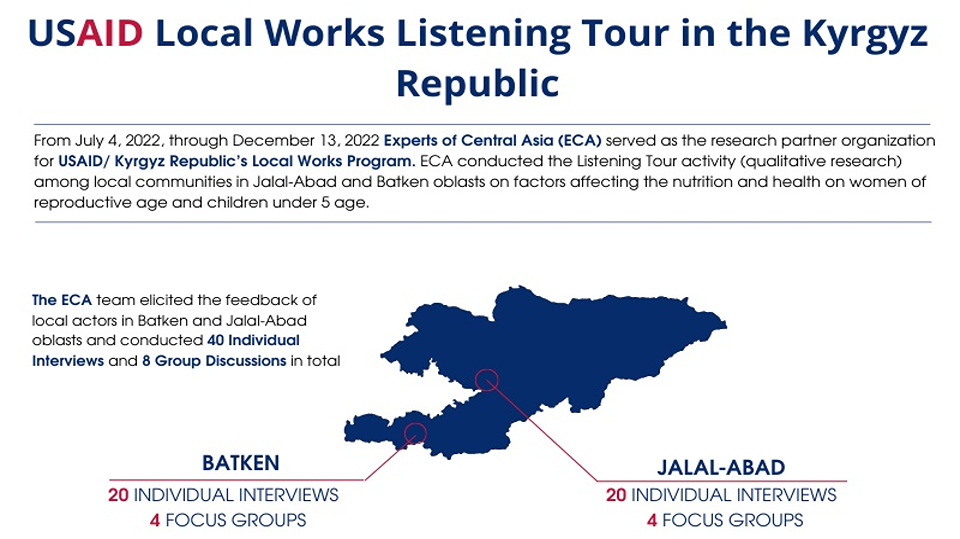 USAID Local Works Listening Tour in the Kyrgyz
Republic
From July 4, 2022, through December 13, 2022 Experts of Central Asia (ECA) served as the research partner organization
for USAID/ Kyrgyz Republic's Local Works Program. ECA conducted the Listening Tour activity (qualitative research)
among local communities in Jalal-Abad and Batken oblasts on factors affecting the nutrition and health on women of
reproductive age and children under 5 age.
The ECA team elicited the feedback of
local actors in Batken and Jalal-Abad
oblasts and conducted 40 Individual
Interviews and 8 Group Discussions in total
BATKEN
20 INDIVIDUAL INTERVIEWS
4 FOCUS GROUPS
JALAL-ABAD
20 INDIVIDUAL INTERVIEWS
4 FOCUS GROUPS